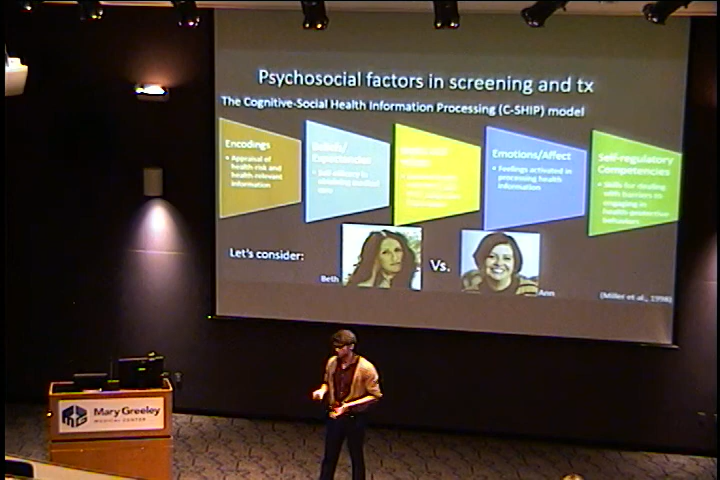 Psychosocial factors in screening and tx
The Cognitive-Social Health Information Processing (C-SHIP) model
Encodings
• Appraisal of
health risk and
health-relevant
information
Beliefs/
Expectancies
• Self-efficacy in
Emotions/Affect
• Feelings activated in
processing health
information
Self-regulatory
Competencies
• Skills for dealing
with barriers to
engaging in
health-protective
behaviors
Let's consider:
Beth
Vs.
Ann
(Miller et al., 1996)
Mary Greeley
MEDICAL CENTER